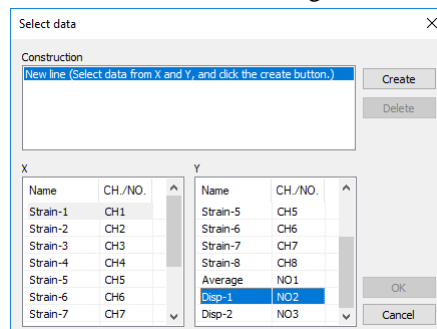 Select data
Construction
New line (Select data from X and Y, and click the create button.)
Create
Delete
X
Name CH./NO.
Strain-1 CH1
Strain-2 CH2
Strain-3 CH3
Strain-4 CH4
Strain-5 CH5
Strain-6 CH6
Strain-7 CH7
Y
Name CH./NO.
Strain-5 CH5
Strain-6 CH6
Strain-7 CH7
Strain-8 CH8
Average NO1
Disp-1 NO2
Disp-2 NO3
OK
Cancel